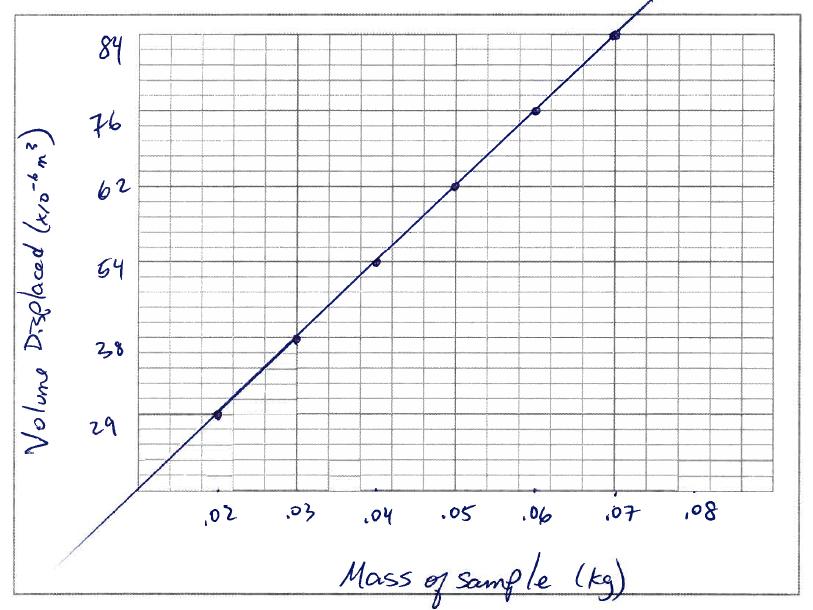 Volume Displaced (x10⁻⁶ m³)
84
76
62
54
38
29
.02 .03 .04 .05 .06 .07 .08
Mass of sample (kg)